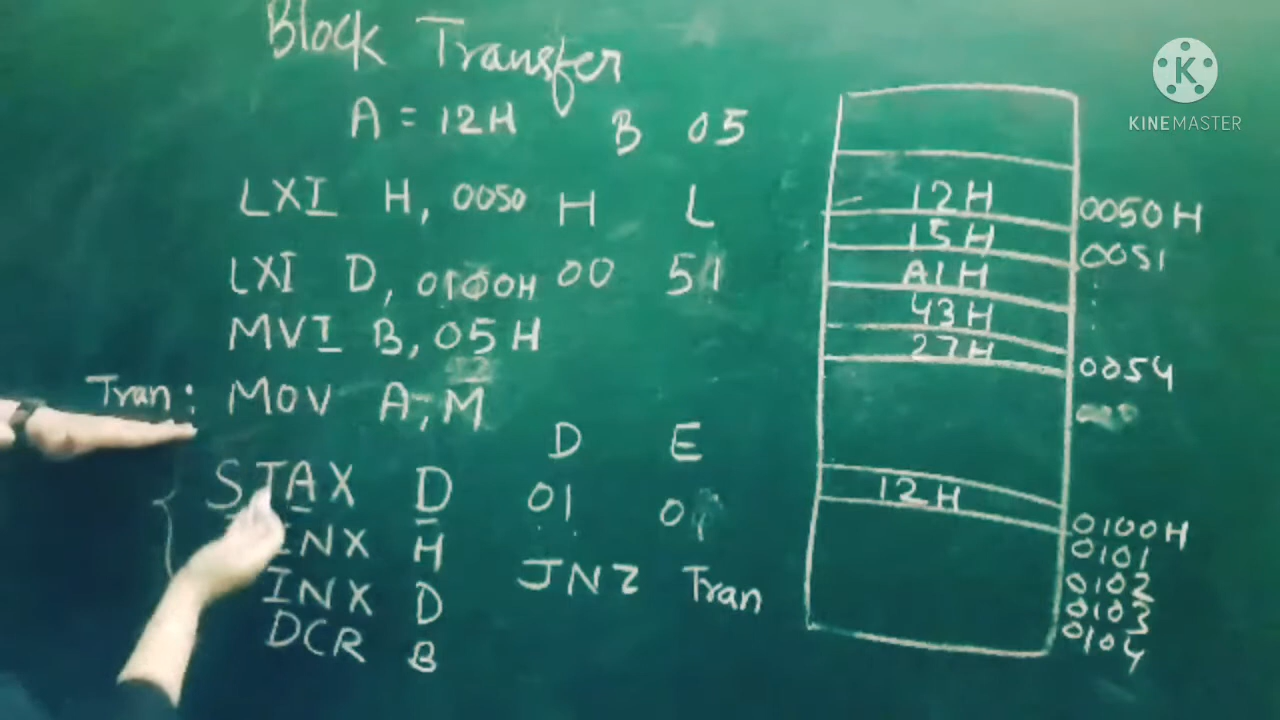 Block Transfer
A = 12H B 05
LXI H, 0050 H L
LXI D, 0100H 00 51
MVI B, 05H
Tran: MOV A, M
D E
STAX D 01 01
INX H
INX D JNZ Tran
DCR B
12H 0050H
15H 0051
A1H
43H
27H 0054
12H 0100H
0101
0102
0103
0104
K
KINEMASTER